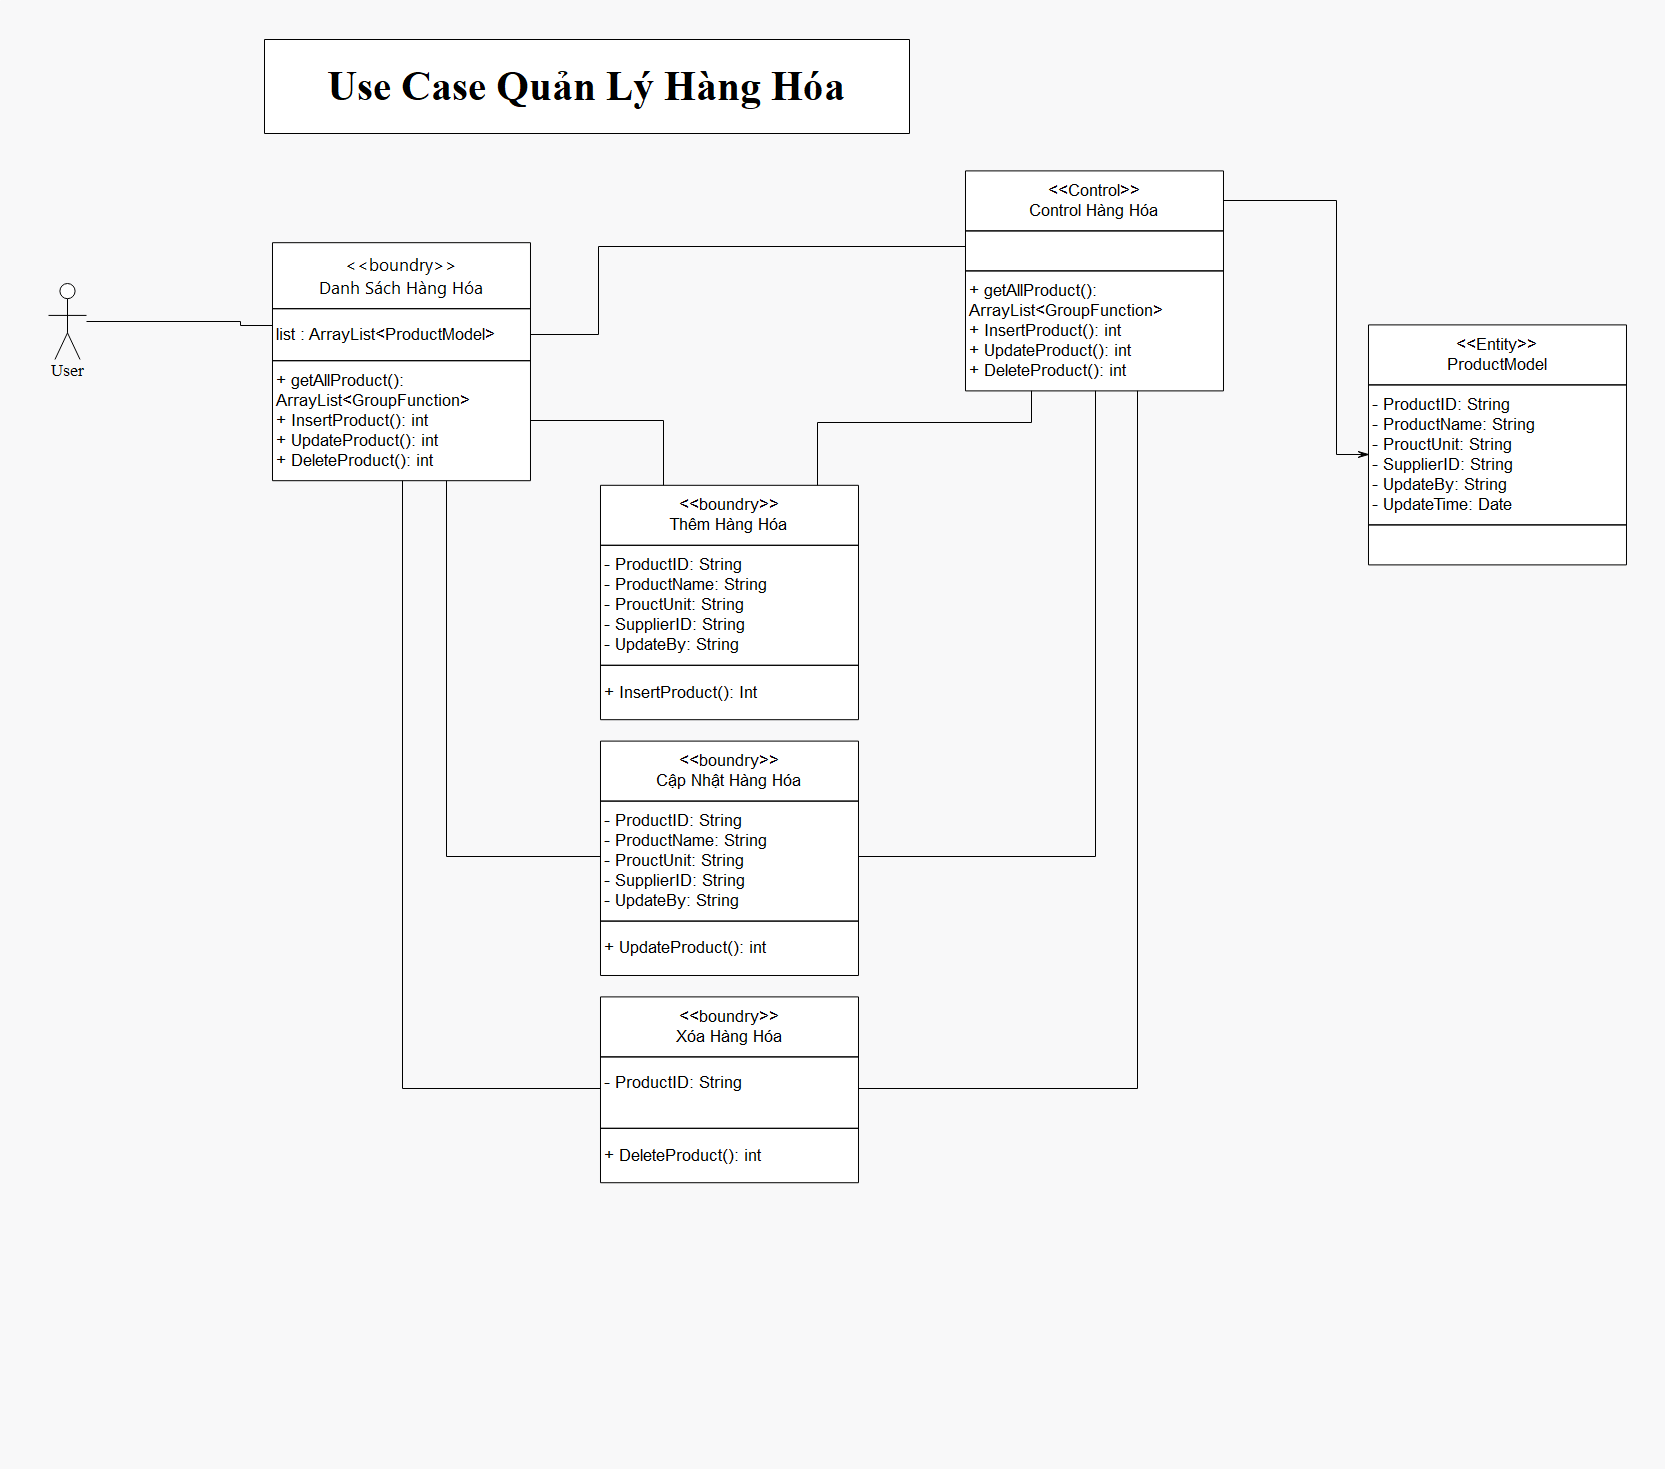 Use Case Quản Lý Hàng Hóa
User
<<boundry>>
Danh Sách Hàng Hóa
list : ArrayList<ProductModel>
+ getAllProduct():
ArrayList<GroupFunction>
+ InsertProduct(): int
+ UpdateProduct(): int
+ DeleteProduct(): int
<<Control>>
Control Hàng Hóa
+ getAllProduct():
ArrayList<GroupFunction>
+ InsertProduct(): int
+ UpdateProduct(): int
+ DeleteProduct(): int
<<Entity>>
ProductModel
- ProductID: String
- ProductName: String
- ProuctUnit: String
- SupplierID: String
- UpdateBy: String
- UpdateTime: Date
<<boundry>>
Thêm Hàng Hóa
- ProductID: String
- ProductName: String
- ProuctUnit: String
- SupplierID: String
- UpdateBy: String
+ InsertProduct(): Int
<<boundry>>
Cập Nhật Hàng Hóa
- ProductID: String
- ProductName: String
- ProuctUnit: String
- SupplierID: String
- UpdateBy: String
+ UpdateProduct(): int
<<boundry>>
Xóa Hàng Hóa
- ProductID: String
+ DeleteProduct(): int